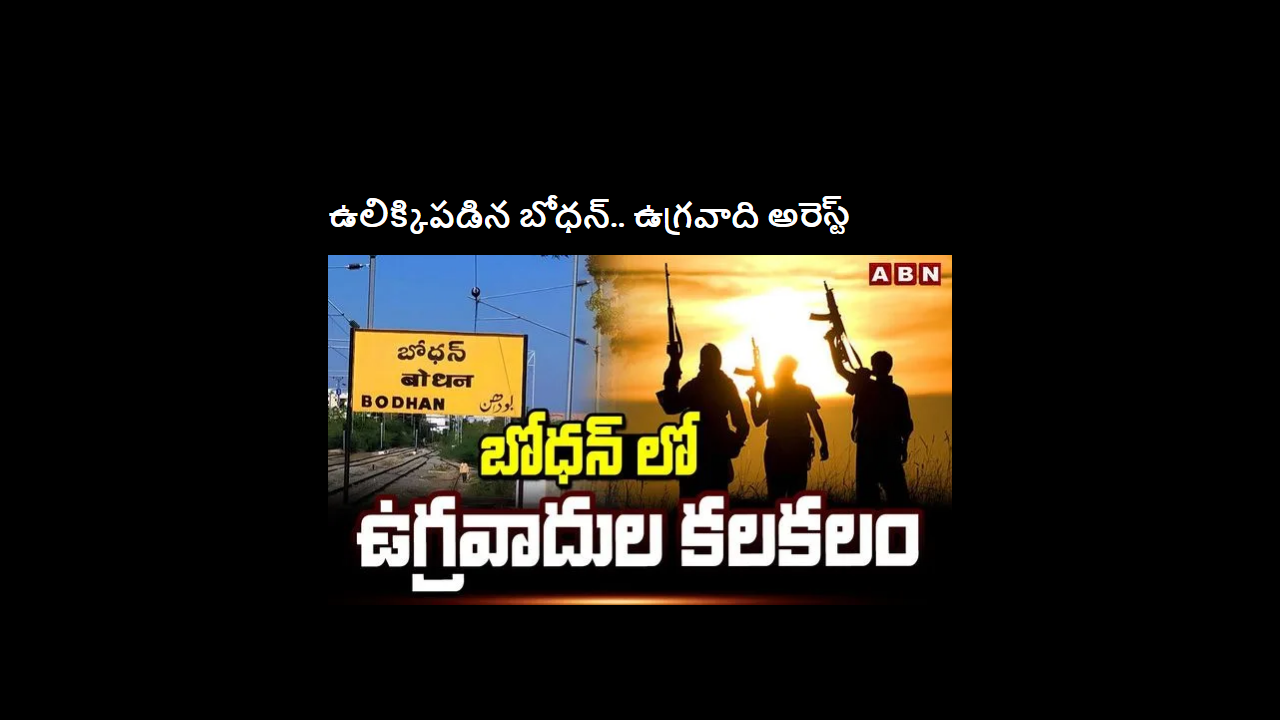 ఉలిక్కిపడిన బోధన్.. ఉగ్రవాది అరెస్ట్
ABN
బోధన్
बोधन
BODHAN بودھن
బోధన్ లో
ఉగ్రవాదుల కలకలం